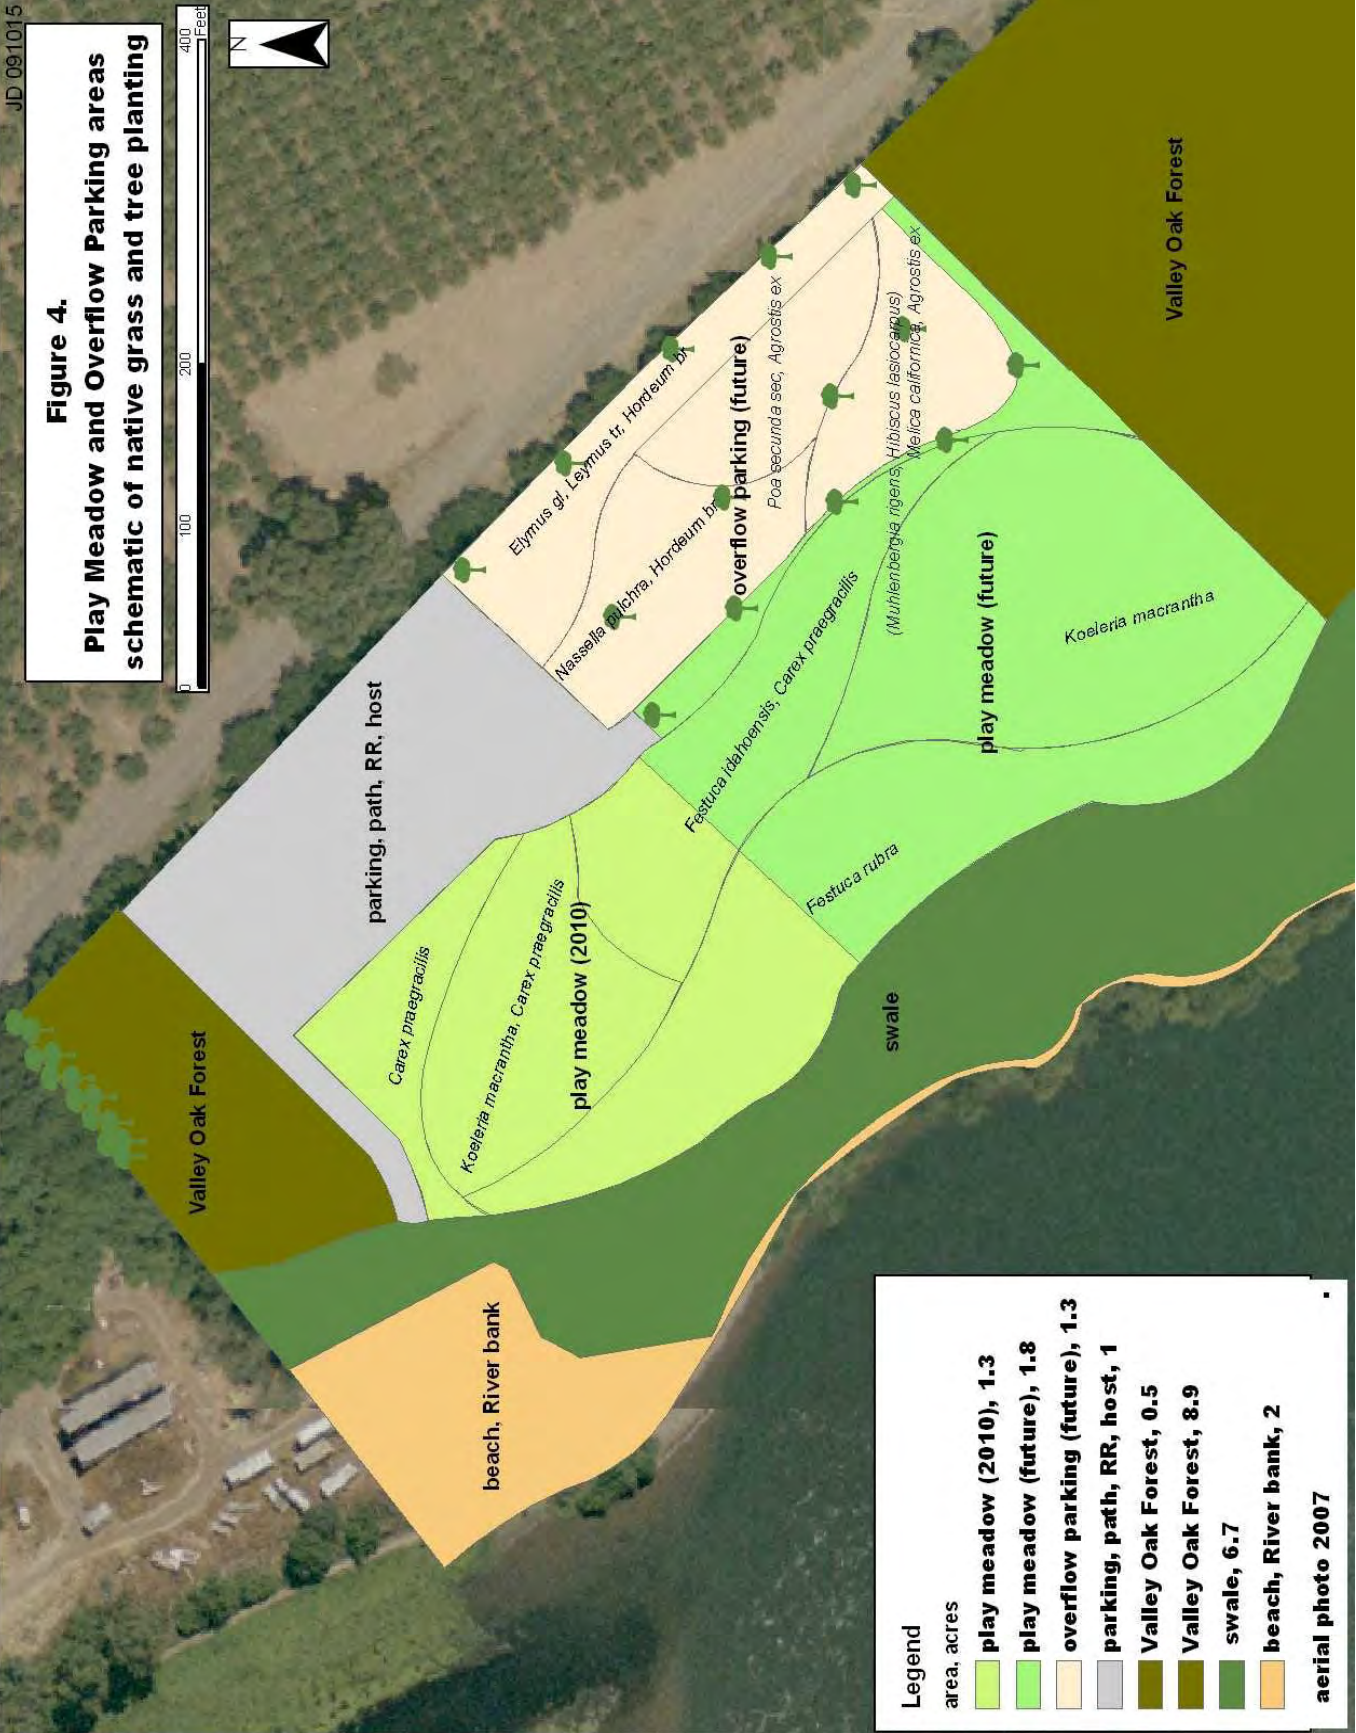 JD 091015
Figure 4.
Play Meadow and Overflow Parking areas
schematic of native grass and tree planting
0 100 200 400
Feet
N
Valley Oak Forest
parking, path, RR, host
beach, River bank
Carex praegracilis
Koeleria macrantha, Carex praegracilis
play meadow (2010)
Elymus gl, Leymus tr, Hordeum br
Nassella pulchra, Hordeum br
overflow parking (future)
Poa secunda sec, Agrostis ex
(Muhlenbergia rigens, Hibiscus lasiocarpus)
Melica californica, Agrostis ex
Festuca idahoensis, Carex praegracilis
play meadow (future)
Koeleria macrantha
Festuca rubra
swale
Valley Oak Forest
Legend
area, acres
play meadow (2010), 1.3
play meadow (future), 1.8
overflow parking (future), 1.3
parking, path, RR, host, 1
Valley Oak Forest, 0.5
Valley Oak Forest, 8.9
swale, 6.7
beach, River bank, 2
aerial photo 2007